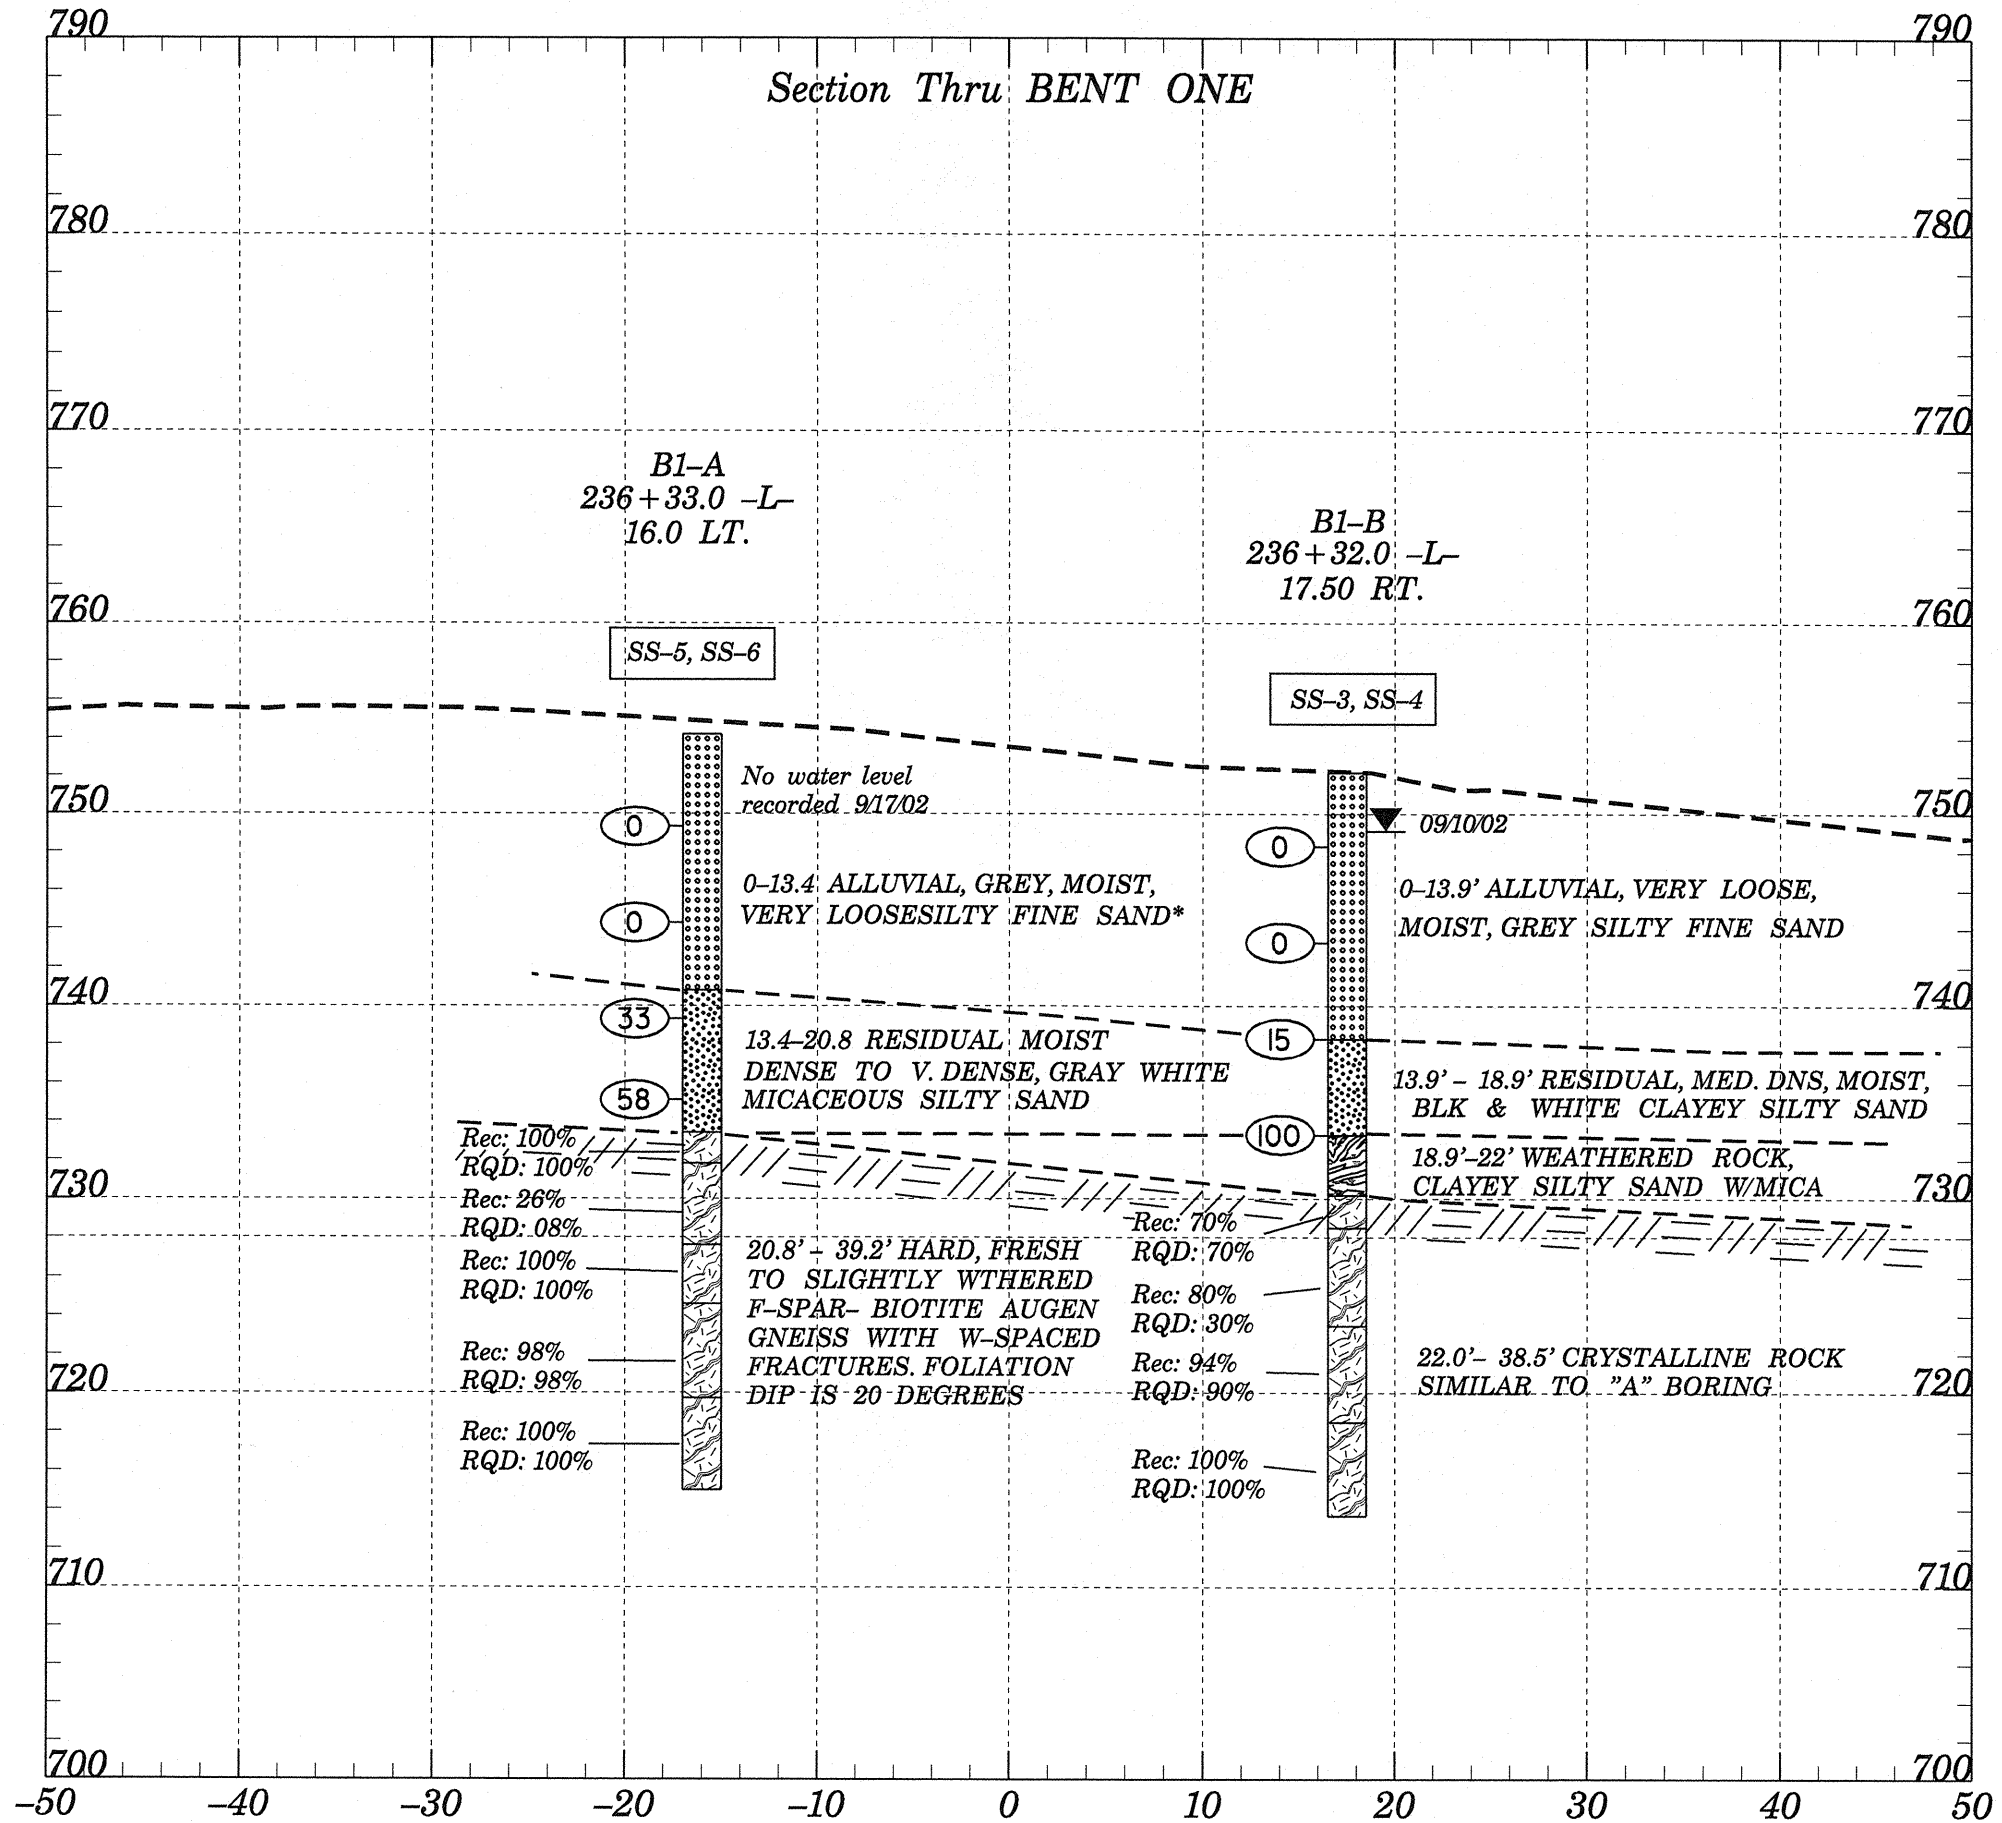 790
790
Section Thru BENT ONE
780
780
770
770
B1–A
236+33.0 –L–
16.0 LT.
B1–B
236+32.0 –L–
17.50 RT.
760
760
SS–5, SS–6
SS–3, SS–4
No water level
recorded 9/17/02
750
750
0
09/10/02
0
0–13.4 ALLUVIAL, GREY, MOIST,
VERY LOOSESILTY FINE SAND*
0–13.9' ALLUVIAL, VERY LOOSE,
MOIST, GREY SILTY FINE SAND
0
0
740
740
33
15
13.4–20.8 RESIDUAL MOIST
DENSE TO V. DENSE, GRAY WHITE
MICACEOUS SILTY SAND
13.9' – 18.9' RESIDUAL, MED. DNS, MOIST,
BLK & WHITE CLAYEY SILTY SAND
58
100
Rec: 100%
RQD: 100%
18.9'–22' WEATHERED ROCK,
CLAYEY SILTY SAND W/MICA
730
730
Rec: 26%
RQD: 08%
Rec: 70%
RQD: 70%
Rec: 100%
RQD: 100%
20.8' – 39.2' HARD, FRESH
TO SLIGHTLY WTHERED
F–SPAR– BIOTITE AUGEN
GNEISS WITH W–SPACED
FRACTURES. FOLIATION
DIP IS 20 DEGREES
Rec: 80%
RQD: 30%
Rec: 98%
RQD: 98%
Rec: 94%
RQD: 90%
22.0'– 38.5' CRYSTALLINE ROCK
SIMILAR TO "A" BORING
720
720
Rec: 100%
RQD: 100%
Rec: 100%
RQD: 100%
710
710
700
700
–50 –40 –30 –20 –10 0 10 20 30 40 50